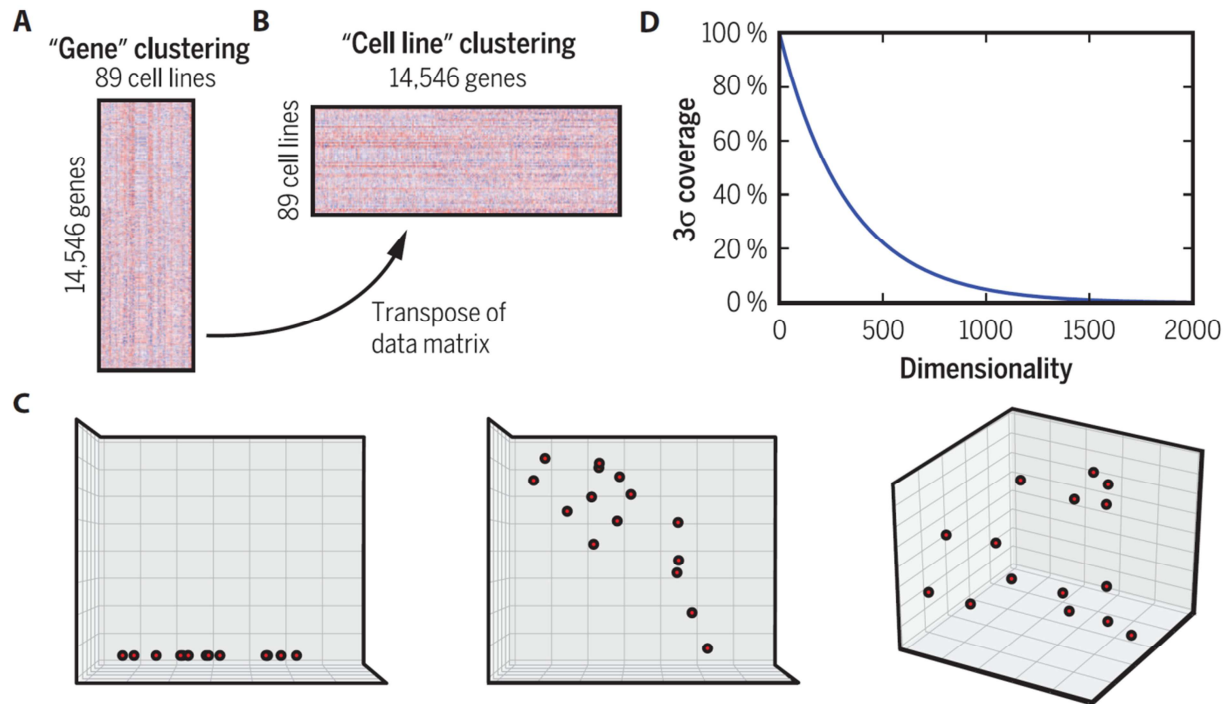 A
“Gene” clustering
89 cell lines
14,546 genes
B
“Cell line” clustering
14,546 genes
89 cell lines
Transpose of
data matrix
D
3σ coverage
100 %
80 %
60 %
40 %
20 %
0 %
0 500 1000 1500 2000
Dimensionality
C